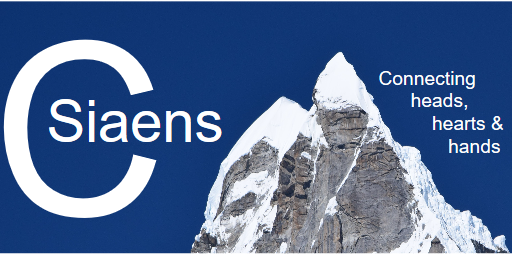 C
Siaens
Connecting
heads,
hearts &
hands